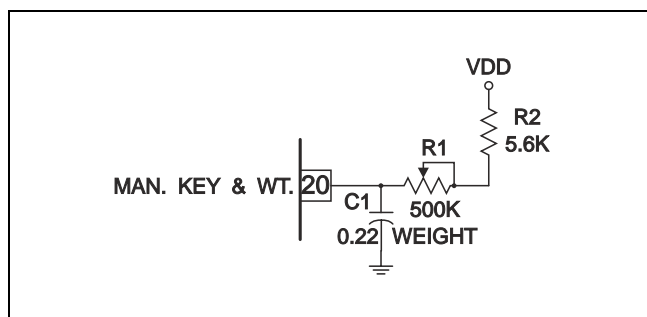 VDD
R2
5.6K
R1
MAN. KEY & WT. 20
C1
500K
0.22 WEIGHT